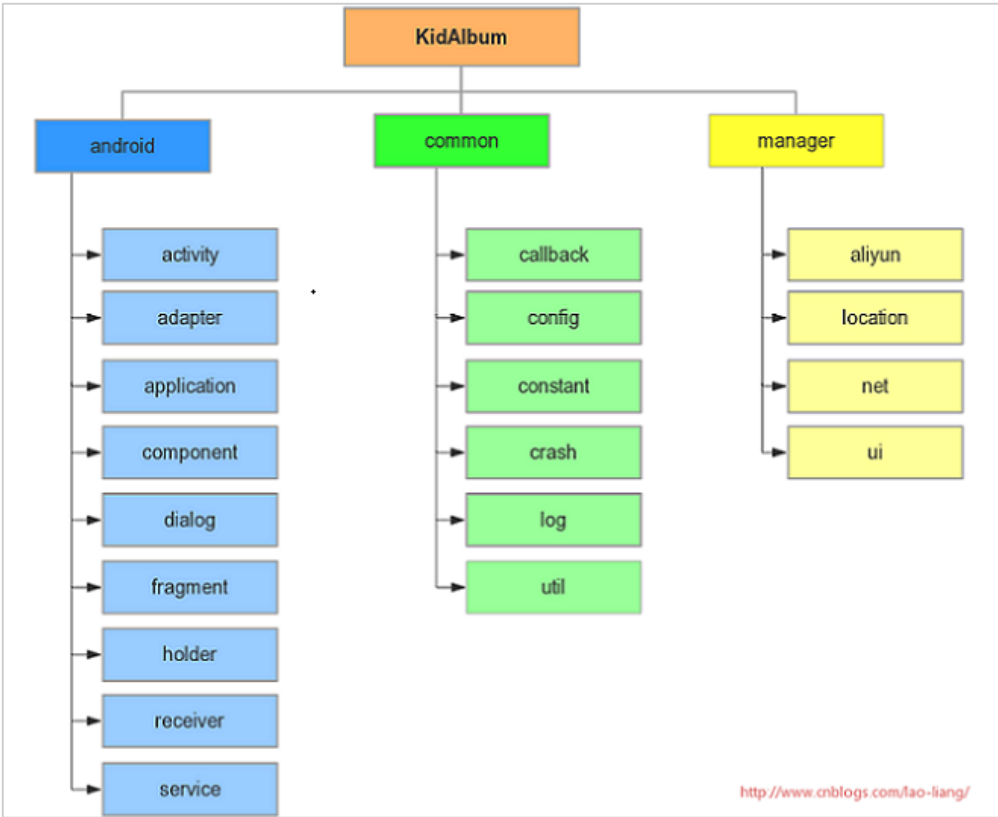 KidAlbum
android
common
manager
activity
adapter
application
component
dialog
fragment
holder
receiver
service
callback
config
constant
crash
log
util
aliyun
location
net
ui
http://www.cnblogs.com/lao-liang/